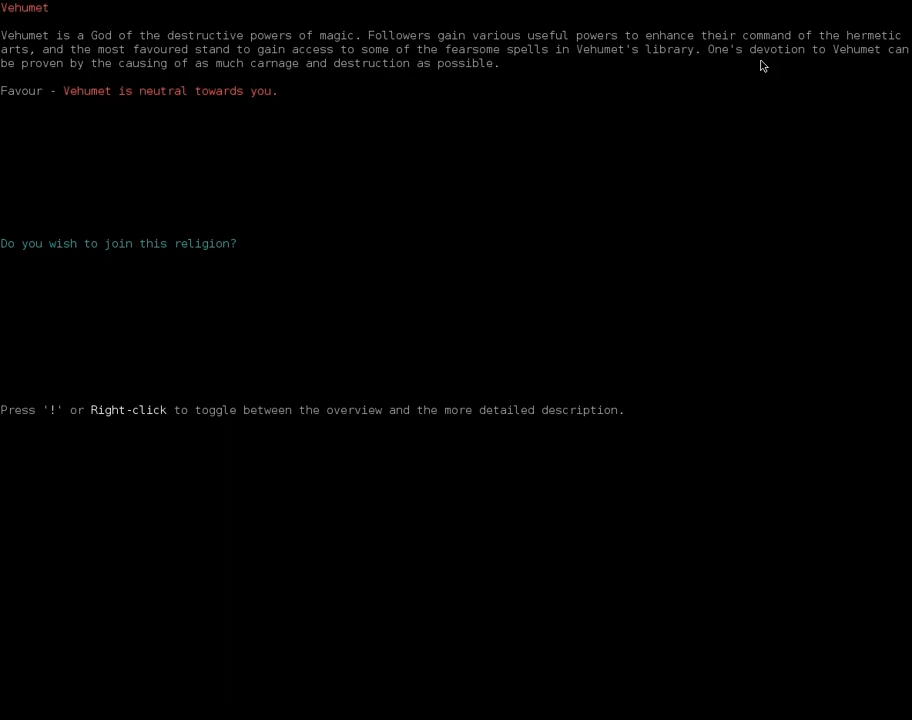 Vehumet
Vehumet is a God of the destructive powers of magic. Followers gain various useful powers to enhance their command of the hermetic
arts, and the most favoured stand to gain access to some of the fearsome spells in Vehumet's library. One's devotion to Vehumet can
be proven by the causing of as much carnage and destruction as possible.
Favour - Vehumet is neutral towards you.
Do you wish to join this religion?
Press '!' or Right-click to toggle between the overview and the more detailed description.